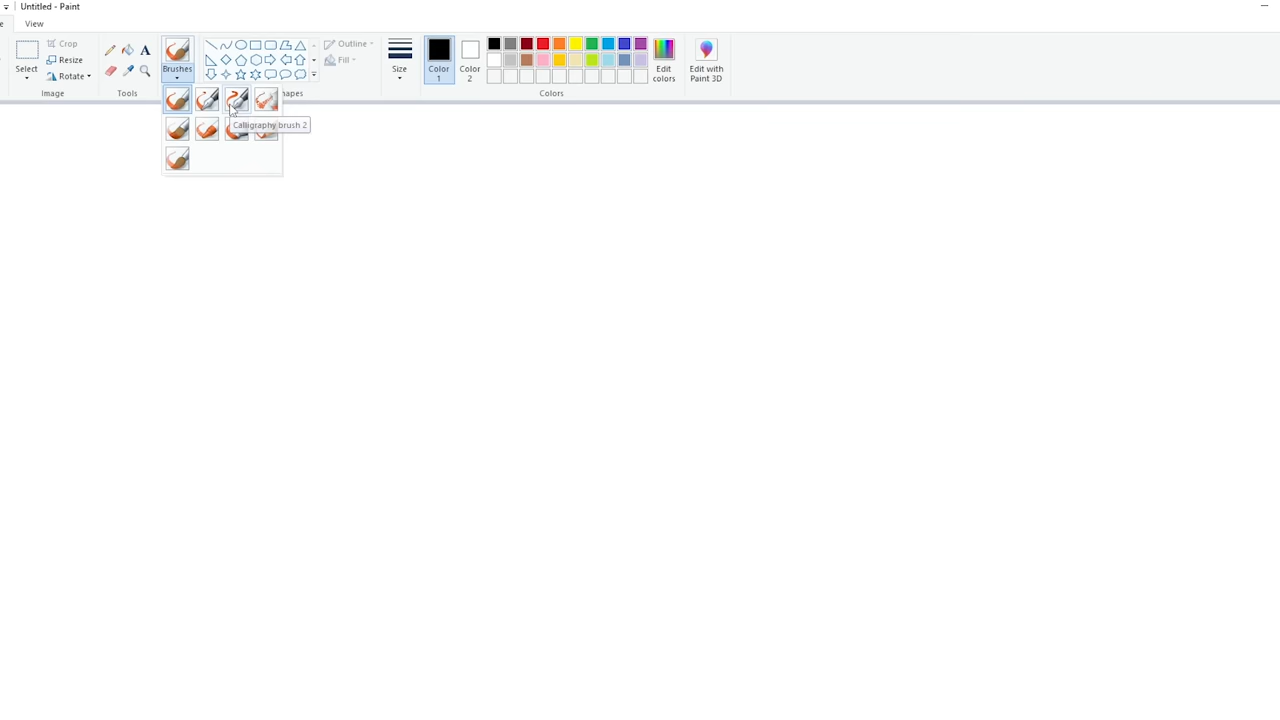 Untitled - Paint
View
Crop
Resize
Rotate
Select
Image
A
Tools
Brushes
hapes
Outline
Fill
Size
Color 1
Color 2
Colors
Edit colors
Edit with Paint 3D
Calligraphy brush 2